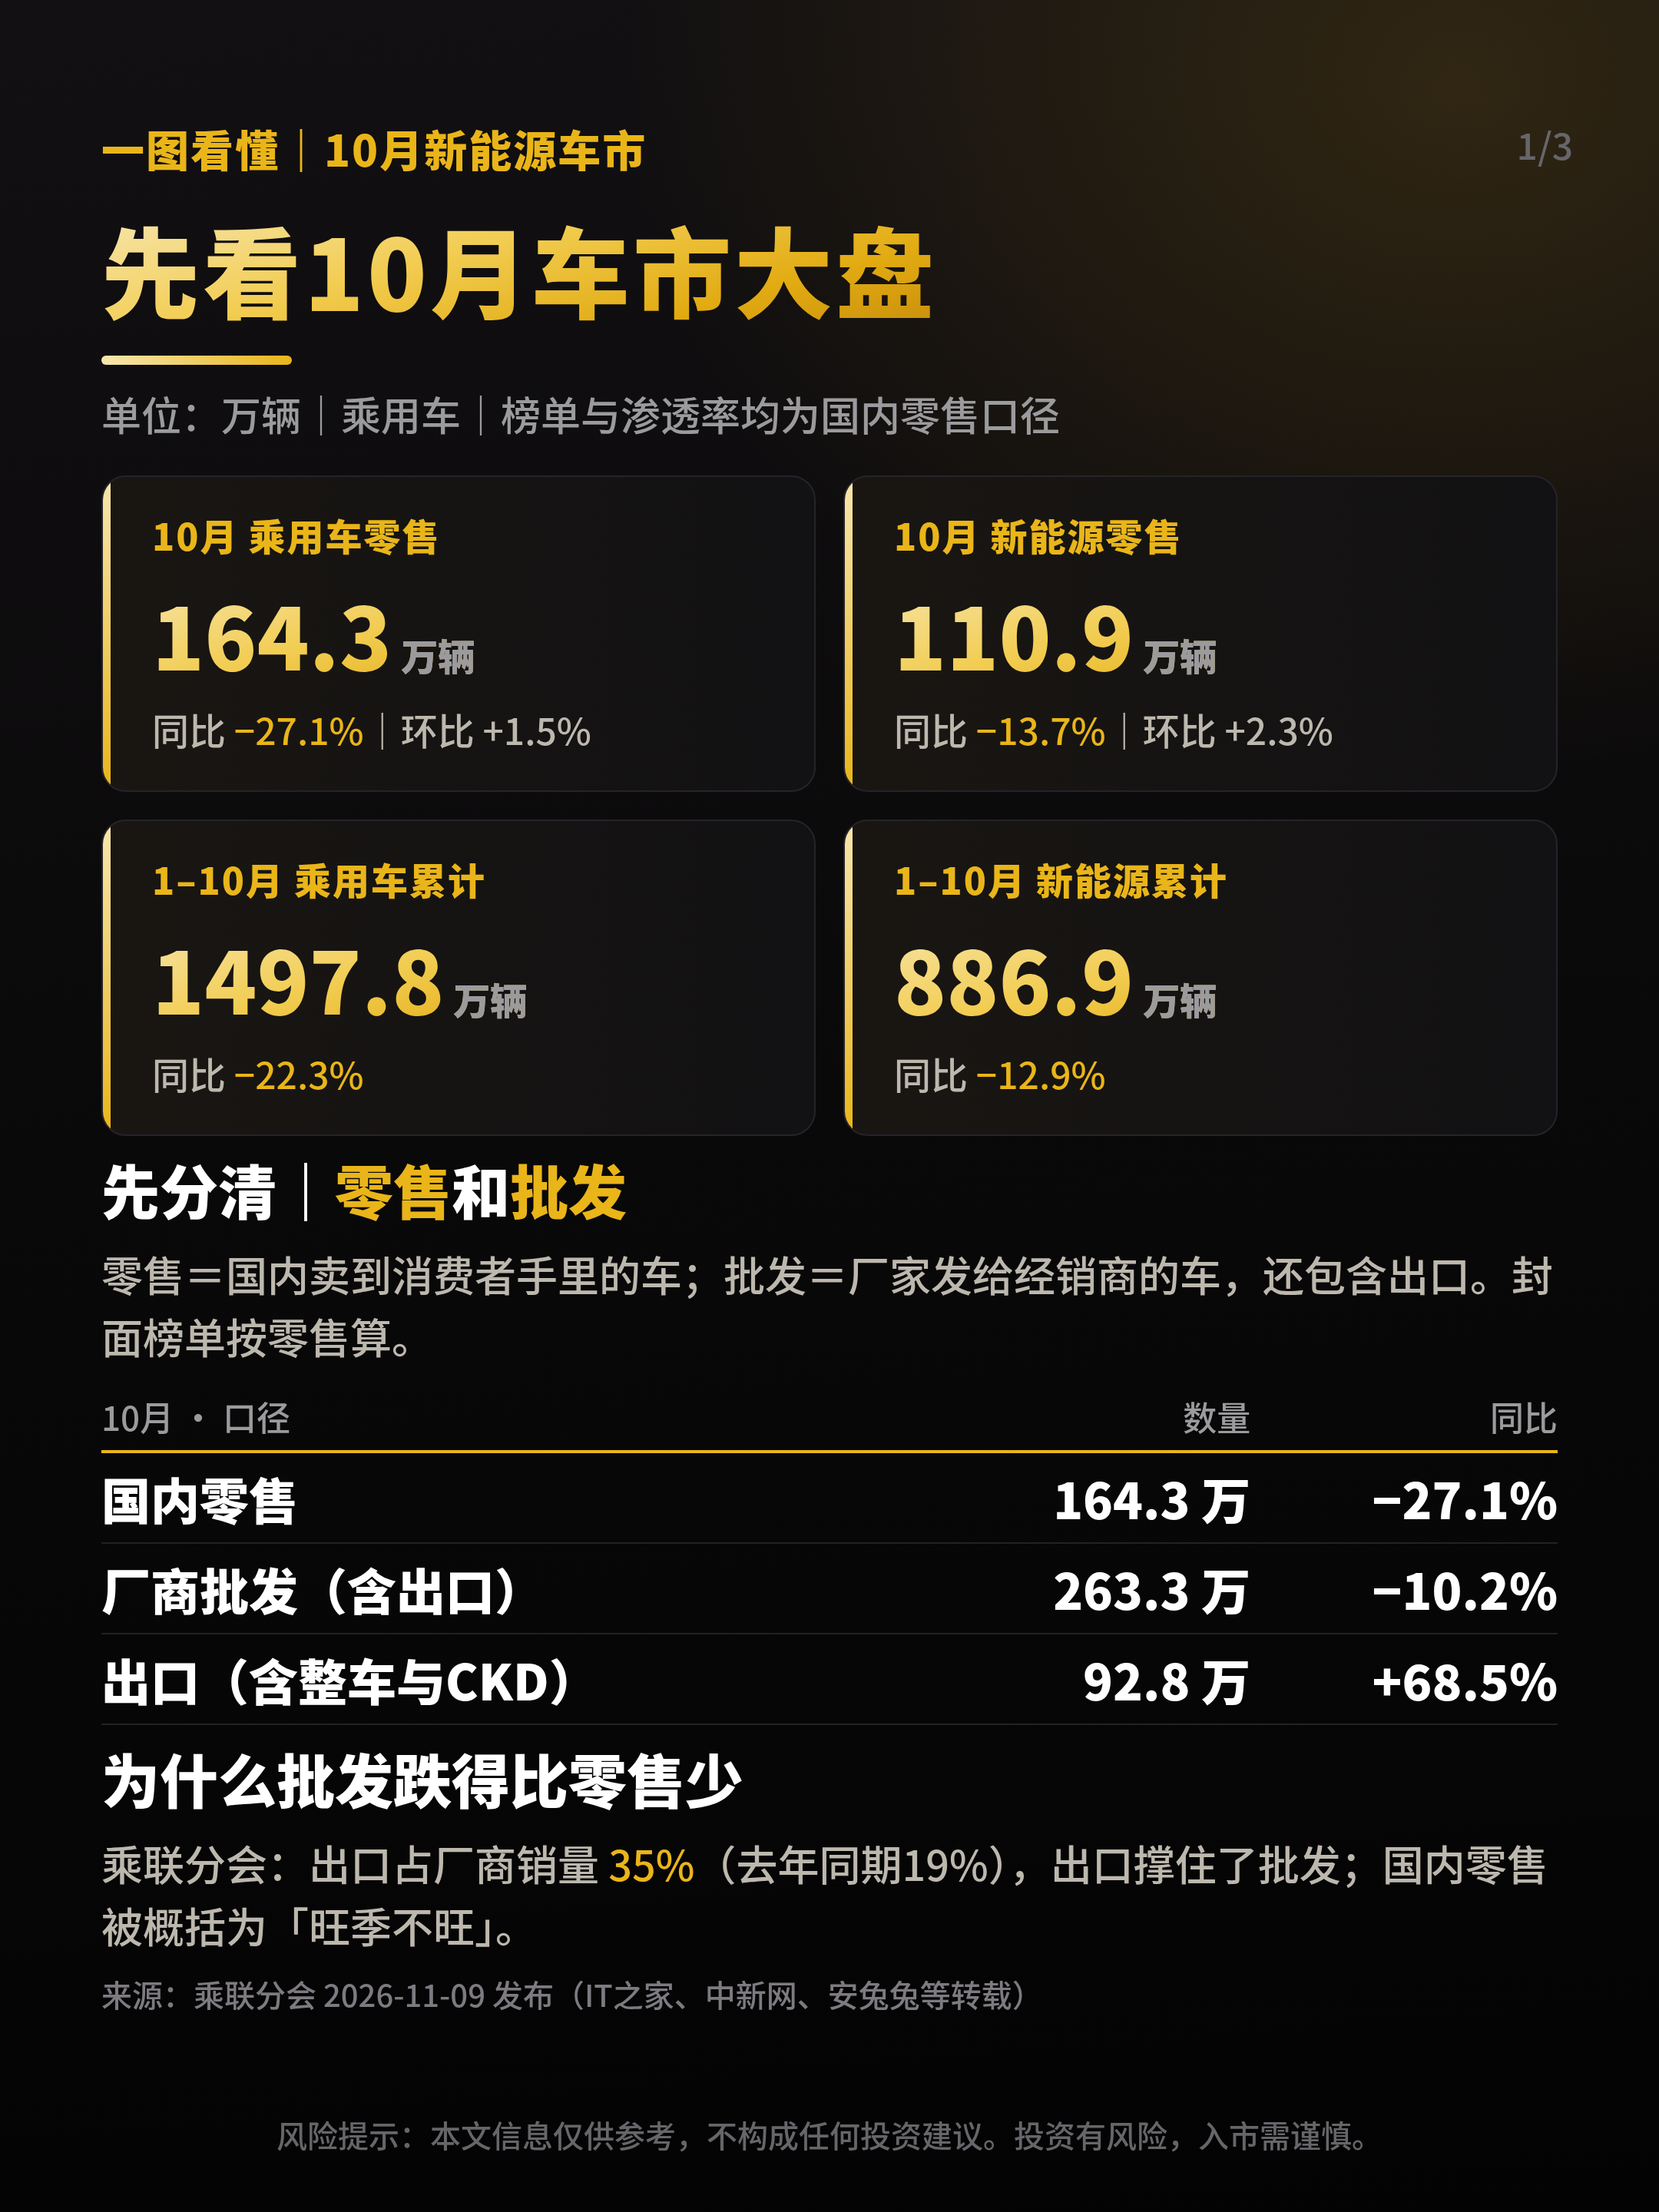 一图看懂｜10月新能源车市
1/3
先看10月车市大盘
单位：万辆｜乘用车｜榜单与渗透率均为国内零售口径
10月 乘用车零售
164.3 万辆
同比 −27.1%｜环比 +1.5%
10月 新能源零售
110.9 万辆
同比 −13.7%｜环比 +2.3%
1–10月 乘用车累计
1497.8 万辆
同比 −22.3%
1–10月 新能源累计
886.9 万辆
同比 −12.9%
先分清｜零售和批发
零售＝国内卖到消费者手里的车；批发＝厂家发给经销商的车，还包含出口。封
面榜单按零售算。
10月 · 口径 数量 同比
国内零售 164.3 万 −27.1%
厂商批发（含出口） 263.3 万 −10.2%
出口（含整车与CKD） 92.8 万 +68.5%
为什么批发跌得比零售少
乘联分会：出口占厂商销量 35%（去年同期19%），出口撑住了批发；国内零售
被概括为「旺季不旺」。
来源：乘联分会 2026-11-09 发布（IT之家、中新网、安兔兔等转载）
风险提示：本文信息仅供参考，不构成任何投资建议。投资有风险，入市需谨慎。